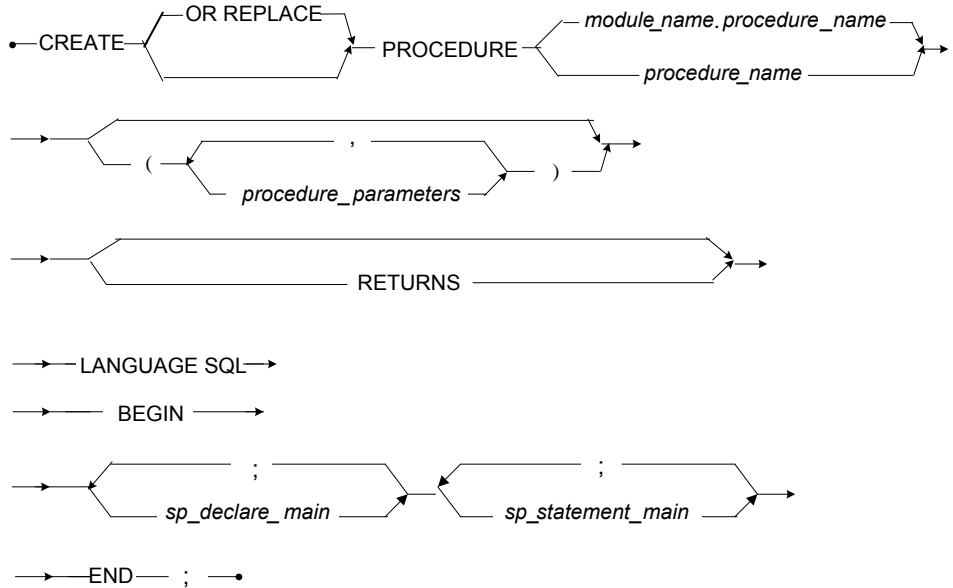 OR REPLACE
CREATE
PROCEDURE
module_name.procedure_name
procedure_name
,
( procedure_parameters )
RETURNS
LANGUAGE SQL
BEGIN
; ;
sp_declare_main sp_statement_main
END ;